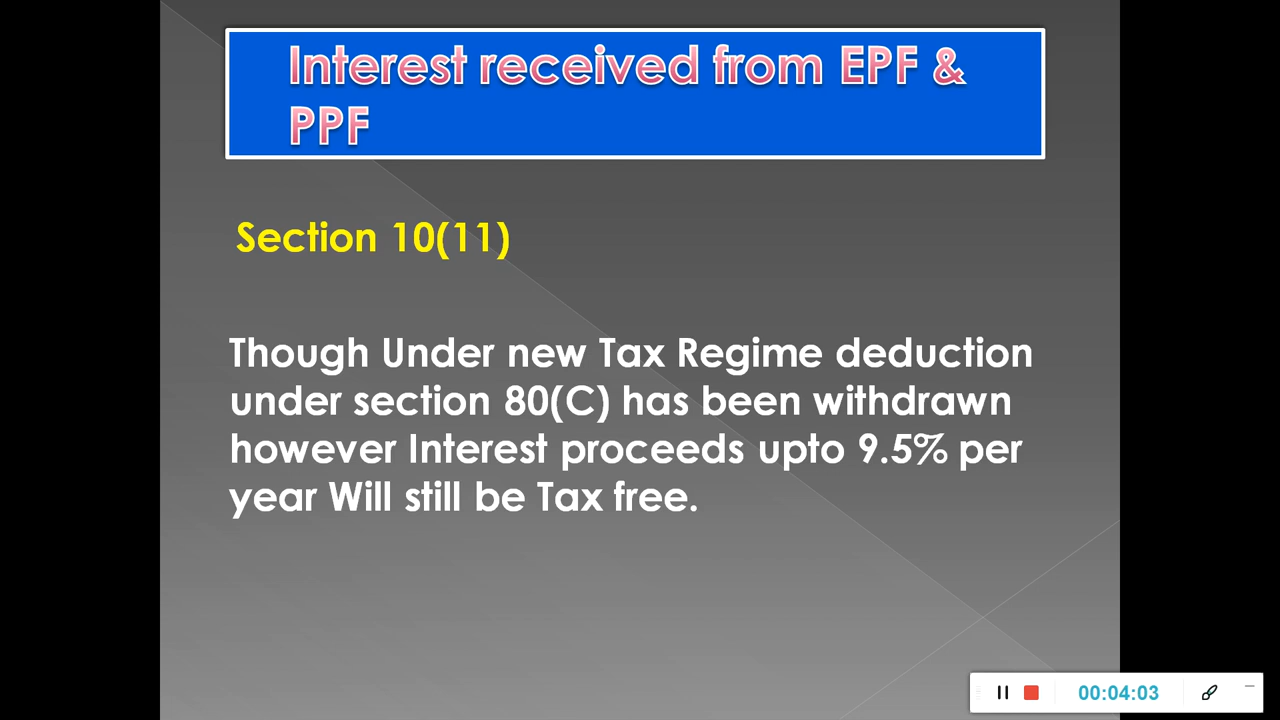 Interest received from EPF &
PPF
Section 10(11)
Though Under new Tax Regime deduction
under section 80(C) has been withdrawn
however Interest proceeds upto 9.5% per
year Will still be Tax free.
00:04:03